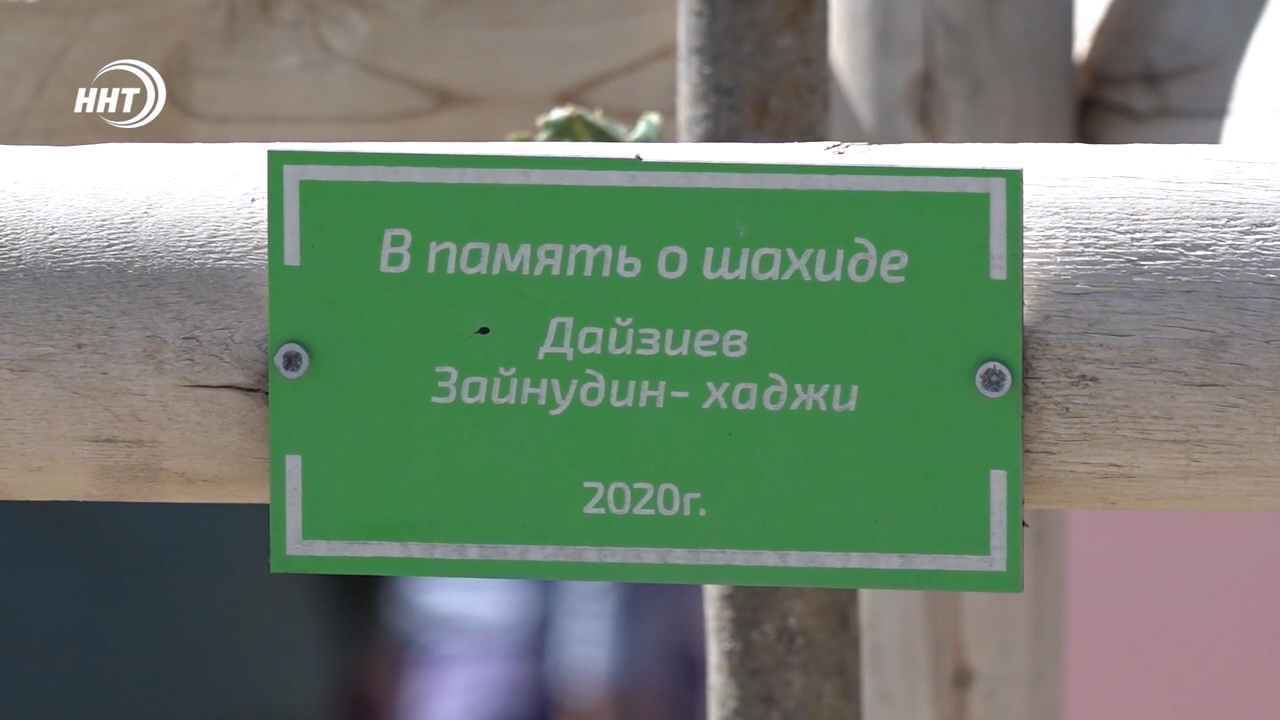 ННТ
В память о шахиде
Дайзиев
Зайнудин- хаджи
2020г.